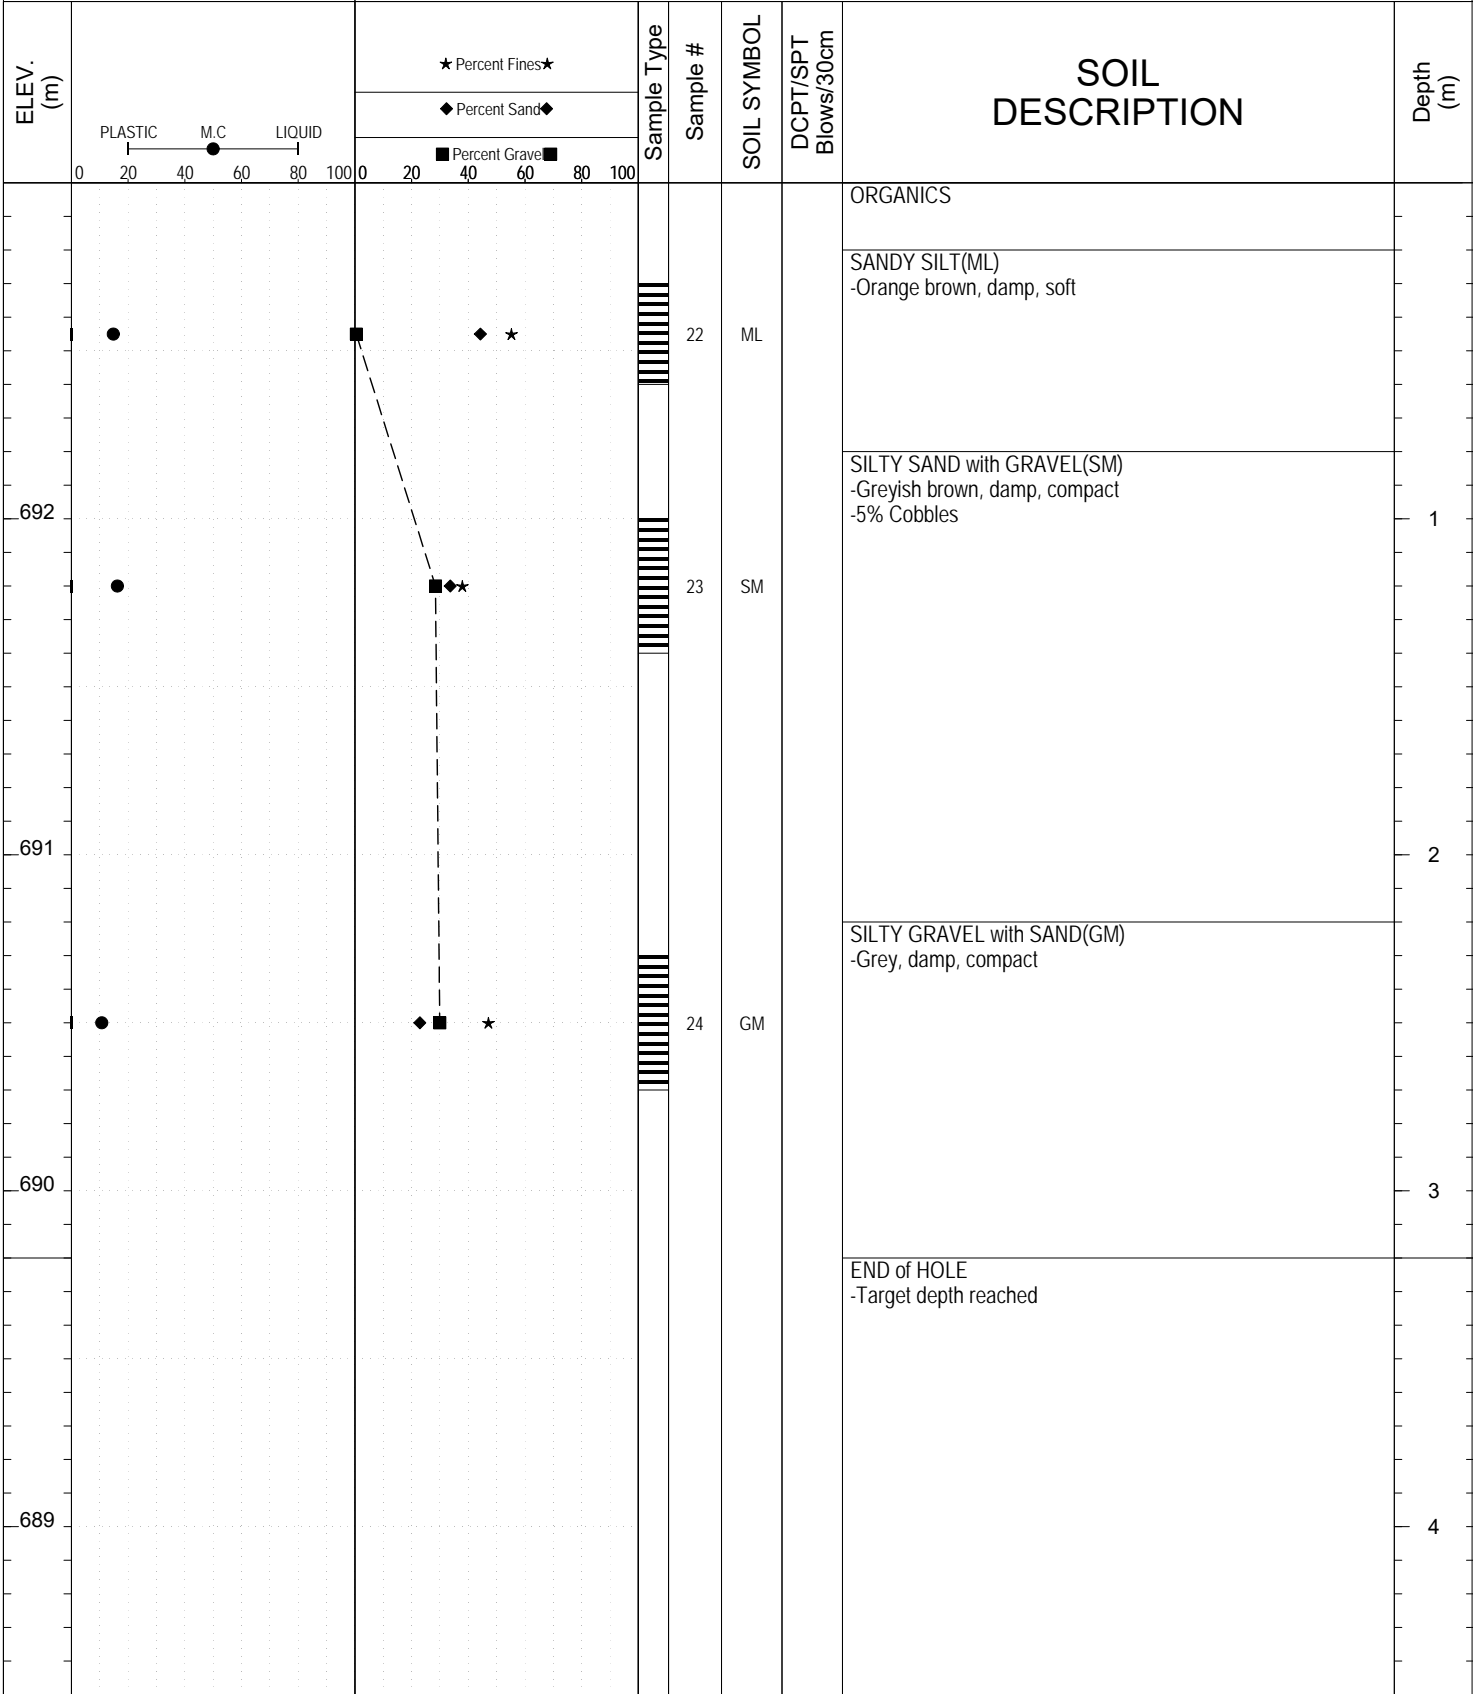 ELEV.
(m)
PLASTIC M.C LIQUID
0 20 40 60 80 100
★ Percent Fines★
◆ Percent Sand◆
■ Percent Gravel■
0 20 40 60 80 100
Sample Type
Sample #
SOIL SYMBOL
DCPT/SPT
Blows/30cm
SOIL
DESCRIPTION
Depth
(m)
ORGANICS
SANDY SILT(ML)
-Orange brown, damp, soft
22 ML
SILTY SAND with GRAVEL(SM)
-Greyish brown, damp, compact
-5% Cobbles
692
1
23 SM
691
2
SILTY GRAVEL with SAND(GM)
-Grey, damp, compact
24 GM
690
3
END of HOLE
-Target depth reached
689
4